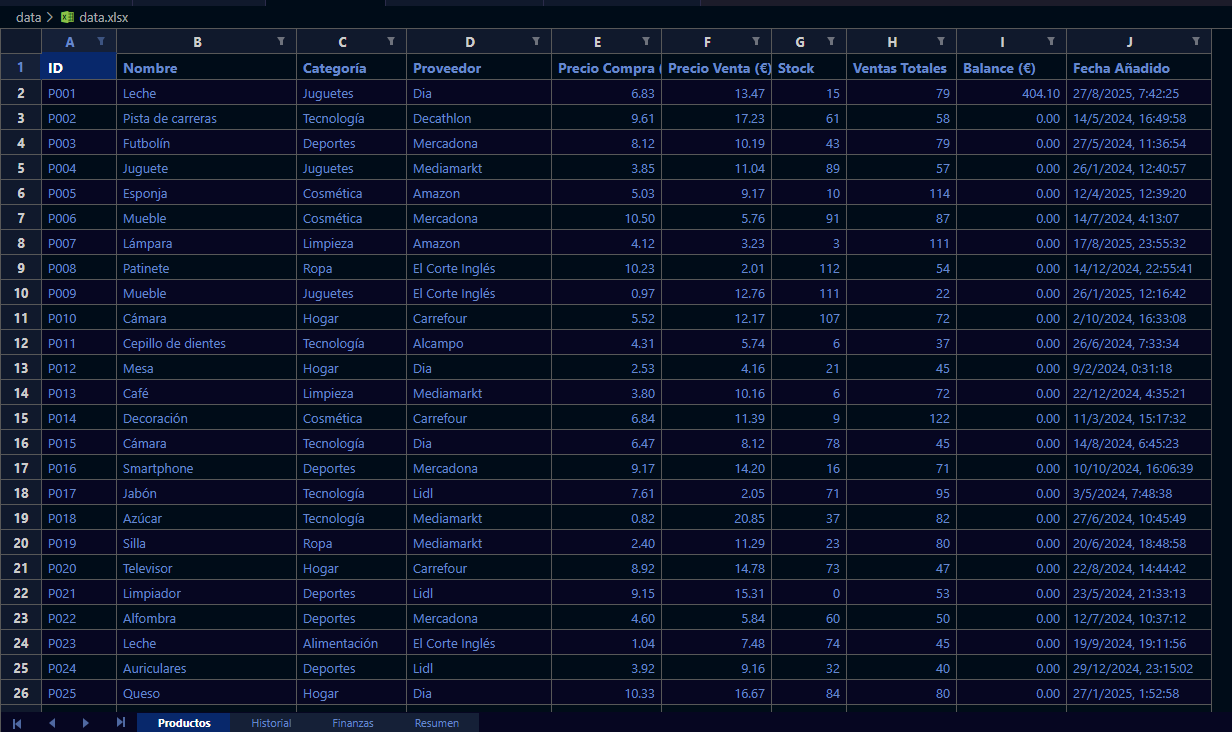 data > data.xlsx
A B C D E F G H I J
1 ID Nombre Categoría Proveedor Precio Compra ( Precio Venta (€) Stock Ventas Totales Balance (€) Fecha Añadido
2 P001 Leche Juguetes Dia 6.83 13.47 15 79 404.10 27/8/2025, 7:42:25
3 P002 Pista de carreras Tecnología Decathlon 9.61 17.23 61 58 0.00 14/5/2024, 16:49:58
4 P003 Futbolín Deportes Mercadona 8.12 10.19 43 79 0.00 27/5/2024, 11:36:54
5 P004 Juguete Juguetes Mediamarkt 3.85 11.04 89 57 0.00 26/1/2024, 12:40:57
6 P005 Esponja Cosmética Amazon 5.03 9.17 10 114 0.00 12/4/2025, 12:39:20
7 P006 Mueble Cosmética Mercadona 10.50 5.76 91 87 0.00 14/7/2024, 4:13:07
8 P007 Lámpara Limpieza Amazon 4.12 3.23 3 111 0.00 17/8/2025, 23:55:32
9 P008 Patinete Ropa El Corte Inglés 10.23 2.01 112 54 0.00 14/12/2024, 22:55:41
10 P009 Mueble Juguetes El Corte Inglés 0.97 12.76 111 22 0.00 26/1/2025, 12:16:42
11 P010 Cámara Hogar Carrefour 5.52 12.17 107 72 0.00 2/10/2024, 16:33:08
12 P011 Cepillo de dientes Tecnología Alcampo 4.31 5.74 6 37 0.00 26/6/2024, 7:33:34
13 P012 Mesa Hogar Dia 2.53 4.16 21 45 0.00 9/2/2024, 0:31:18
14 P013 Café Limpieza Mediamarkt 3.80 10.16 6 72 0.00 22/12/2024, 4:35:21
15 P014 Decoración Cosmética Carrefour 6.84 11.39 9 122 0.00 11/3/2024, 15:17:32
16 P015 Cámara Tecnología Dia 6.47 8.12 78 45 0.00 14/8/2024, 6:45:23
17 P016 Smartphone Deportes Mercadona 9.17 14.20 16 71 0.00 10/10/2024, 16:06:39
18 P017 Jabón Tecnología Lidl 7.61 2.05 71 95 0.00 3/5/2024, 7:48:38
19 P018 Azúcar Tecnología Mediamarkt 0.82 20.85 37 82 0.00 27/6/2024, 10:45:49
20 P019 Silla Ropa Mediamarkt 2.40 11.29 23 80 0.00 20/6/2024, 18:48:58
21 P020 Televisor Hogar Carrefour 8.92 14.78 73 47 0.00 22/8/2024, 14:44:42
22 P021 Limpiador Deportes Lidl 9.15 15.31 0 53 0.00 23/5/2024, 21:33:13
23 P022 Alfombra Deportes Mercadona 4.60 5.84 60 50 0.00 12/7/2024, 10:37:12
24 P023 Leche Alimentación El Corte Inglés 1.04 7.48 74 45 0.00 19/9/2024, 19:11:56
25 P024 Auriculares Deportes Lidl 3.92 9.16 32 40 0.00 29/12/2024, 23:15:02
26 P025 Queso Hogar Dia 10.33 16.67 84 80 0.00 27/1/2025, 1:52:58
Productos Historial Finanzas Resumen